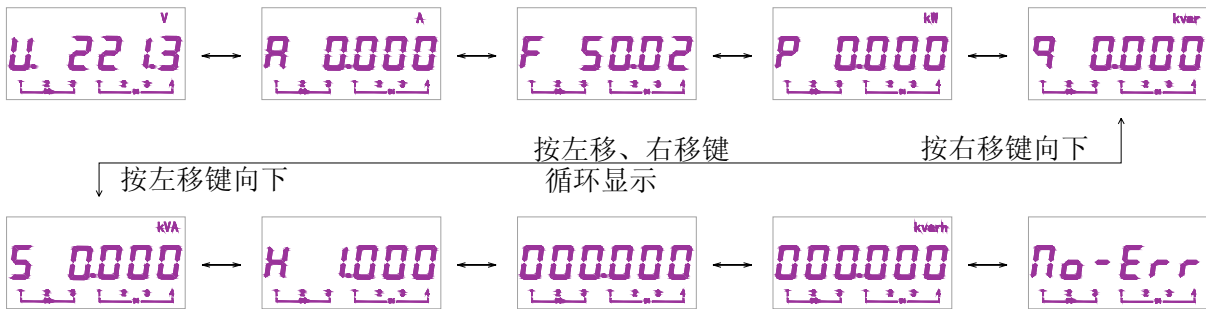 V
U. 221.3
A
A 0.000
F 50.02
kW
P 0.000
kvar
q 0.000
按左移、右移键
循环显示
按右移键向下
按左移键向下
kVA
S 0.000
H 1.000
000.000
kvarh
000.000
No-Err